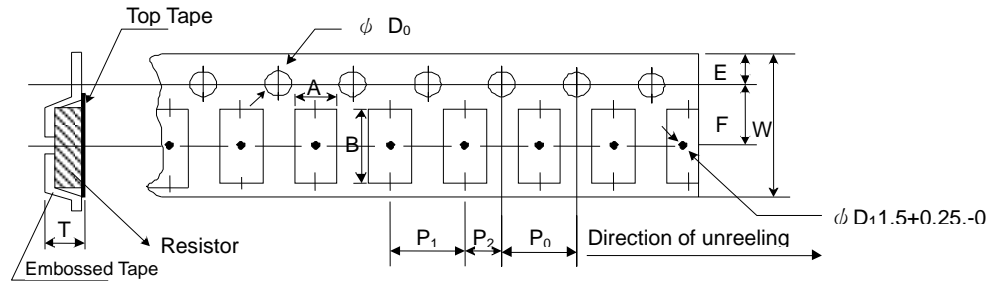 Top Tape
ϕ D₀
E
A
F
W
B
T
Resistor
Embossed Tape
P₁
P₂
P₀
Direction of unreeling
ϕ D₁1.5+0.25.-0